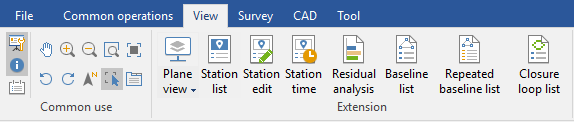 File Common operations View Survey CAD Tool
Plane view
Station list
Station edit
Station time
Residual analysis
Baseline list
Repeated baseline list
Closure loop list
Common use
Extension